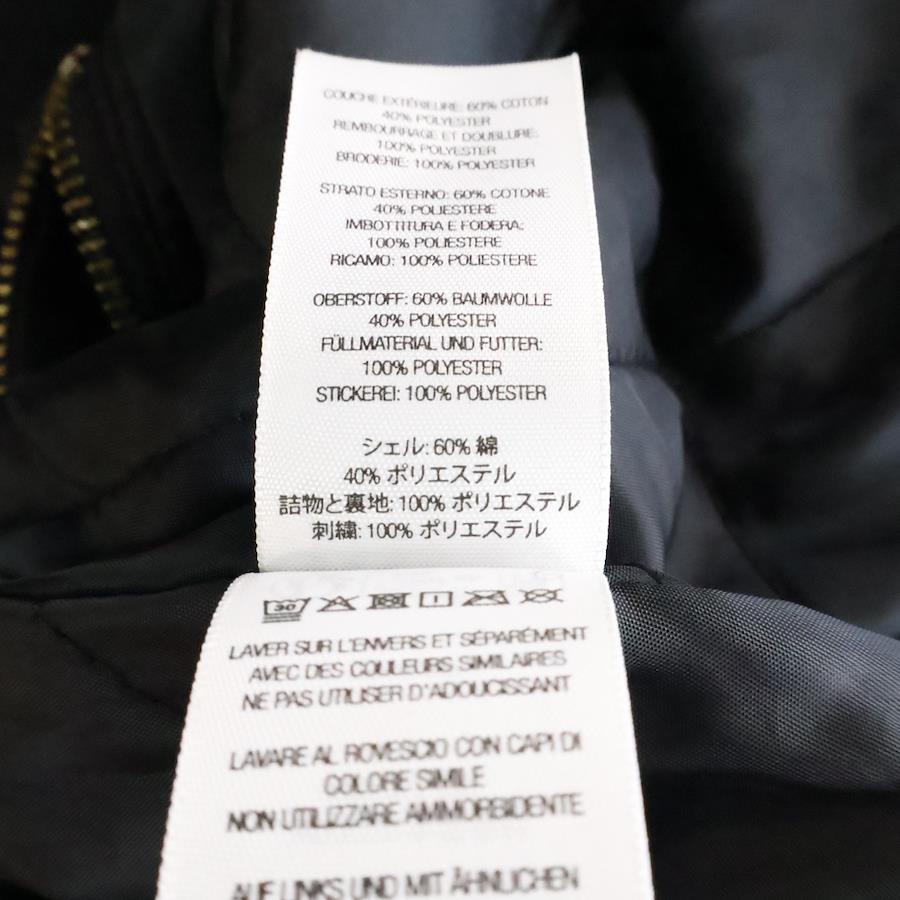 COUCHE EXTÉRIEURE: 60% COTON
40% POLYESTER
REMBOURRAGE ET DOUBLURE:
100% POLYESTER
BRODERIE: 100% POLYESTER
STRATO ESTERNO: 60% COTONE
40% POLIESTERE
IMBOTTITURA E FODERA:
100% POLIESTERE
RICAMO: 100% POLIESTERE
OBERSTOFF: 60% BAUMWOLLE
40% POLYESTER
FÜLLMATERIAL UND FUTTER:
100% POLYESTER
STICKEREI: 100% POLYESTER
シェル: 60% 綿
40% ポリエステル
詰物と裏地: 100% ポリエステル
刺繍: 100% ポリエステル
30
LAVER SUR L'ENVERS ET SÉPARÉMENT
AVEC DES COULEURS SIMILAIRES
NE PAS UTILISER D'ADOUCISSANT
LAVARE AL ROVESCIO CON CAPI DI
COLORE SIMILE
NON UTILIZZARE AMMORBIDENTE
AUF LINKS UND MIT ÄHNLICHEN